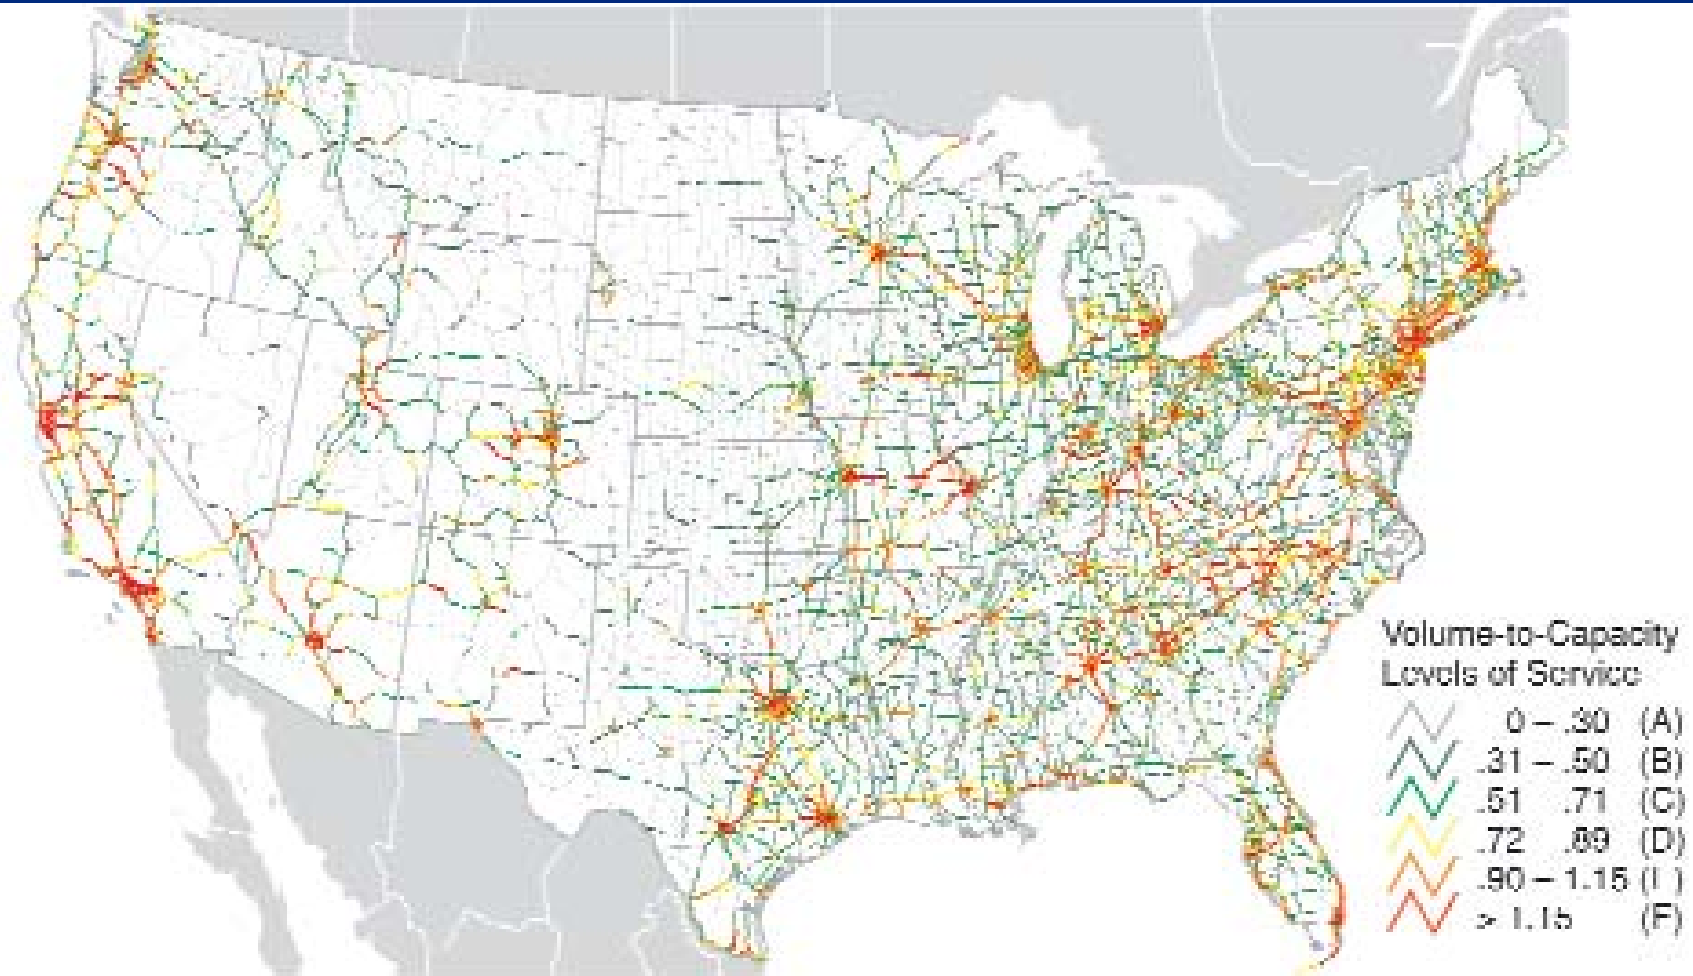 Volume-to-Capacity
Levels of Service
0 – .30 (A)
.31 – .50 (B)
.51 .71 (C)
.72 .89 (D)
.90 – 1.15
> 1.15 (F)